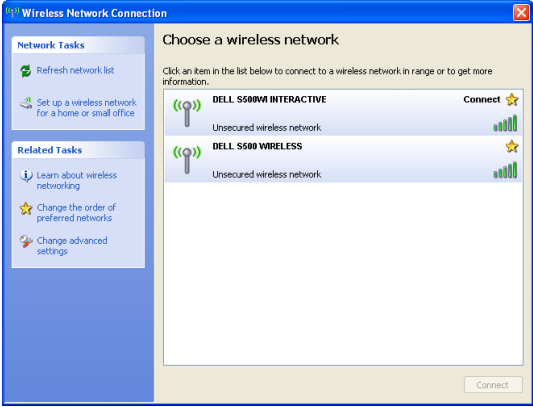 Wireless Network Connection
Network Tasks
Refresh network list
Set up a wireless network
for a home or small office
Related Tasks
Learn about wireless
networking
Change the order of
preferred networks
Change advanced
settings
Choose a wireless network
Click an item in the list below to connect to a wireless network in range or to get more
information.
DELL S500WI INTERACTIVE Connect
Unsecured wireless network
DELL S500 WIRELESS
Unsecured wireless network
Connect